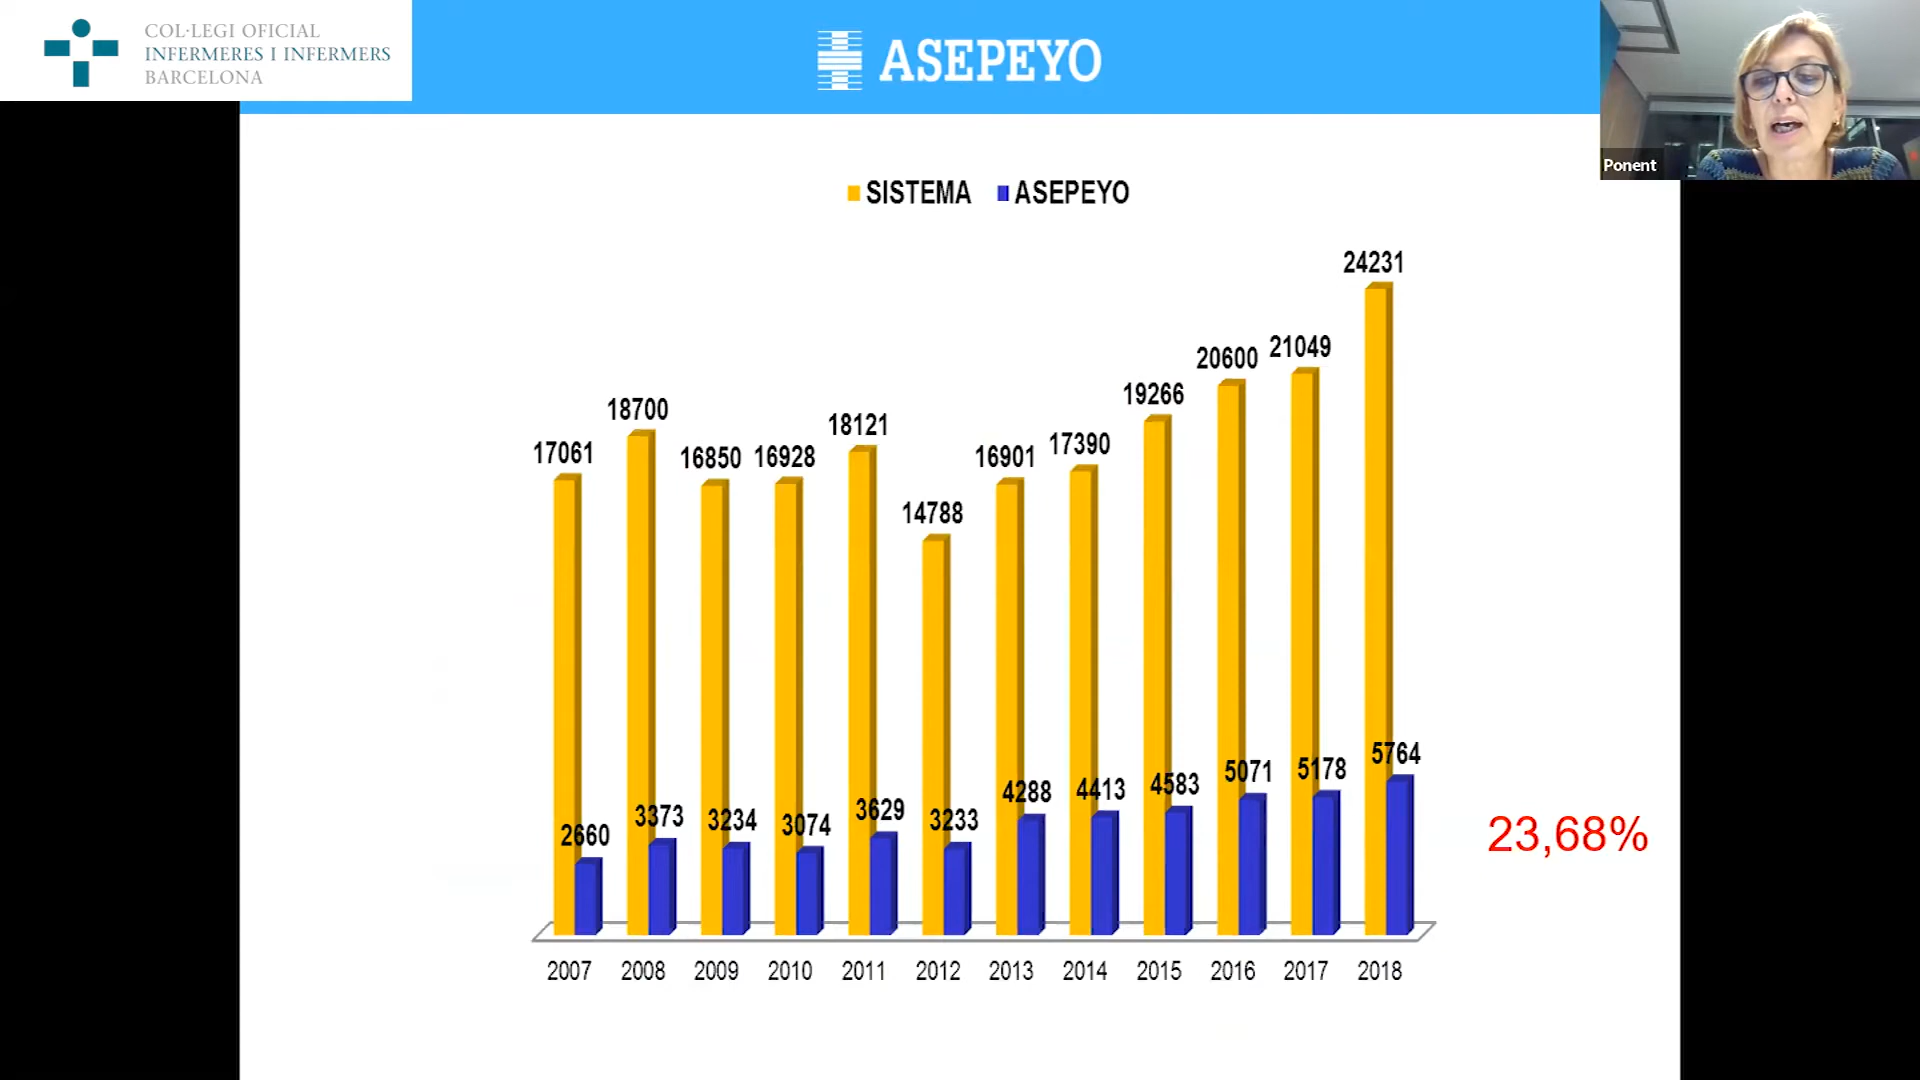 COL·LEGI OFICIAL
INFERMERES I INFERMERS
BARCELONA
ASEPEYO
Ponent
SISTEMA ASEPEYO
24231
20600 21049
19266
18700
18121
17061
16850 16928
16901 17390
14788
5764
5071 5178
4288 4413 4583
3629
2660 3373 3234 3074 3233
23,68%
2007 2008 2009 2010 2011 2012 2013 2014 2015 2016 2017 2018